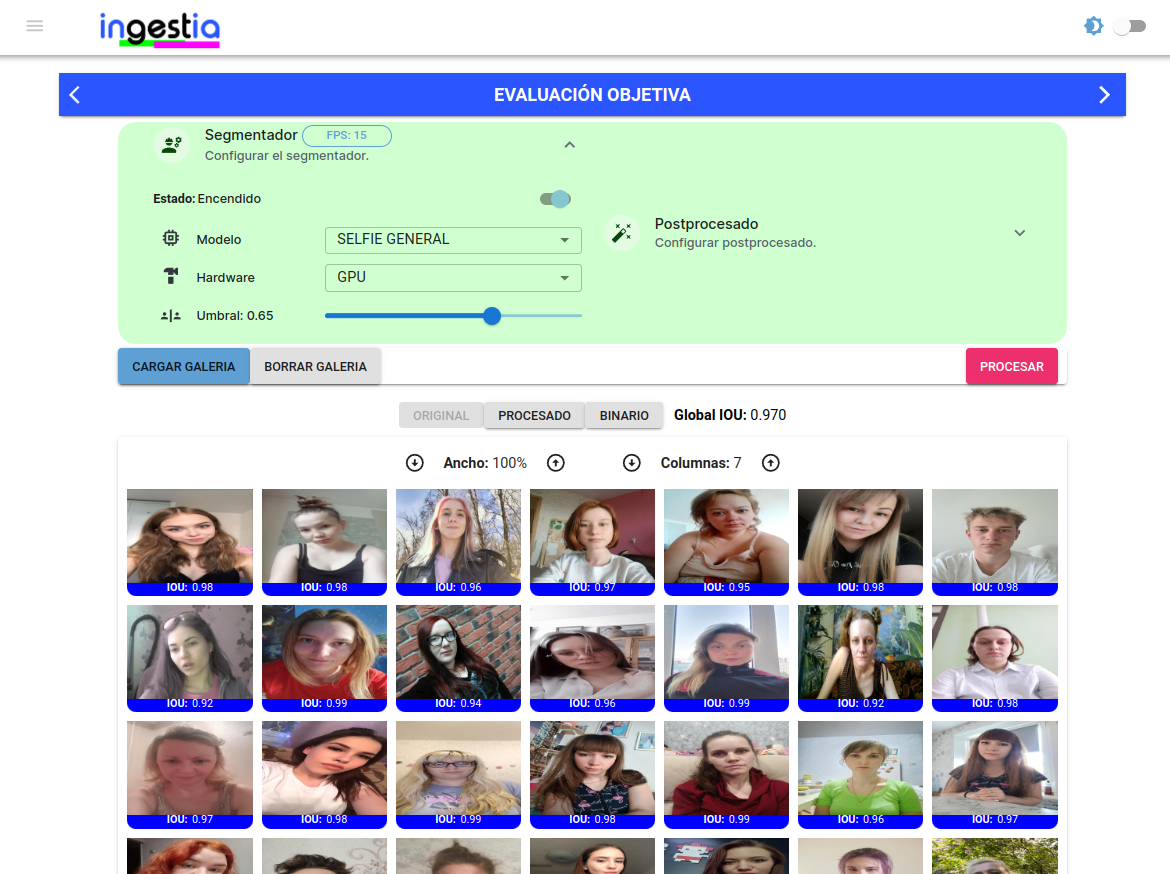 ingestia
EVALUACIÓN OBJETIVA
Segmentador FPS: 15
Configurar el segmentador.
Estado: Encendido
Modelo SELFIE GENERAL
Hardware GPU
Umbral: 0.65
Postprocesado
Configurar postprocesado.
CARGAR GALERIA BORRAR GALERIA PROCESAR
ORIGINAL PROCESADO BINARIO Global IOU: 0.970
Ancho: 100% Columnas: 7
IOU: 0.98 IOU: 0.98 IOU: 0.96 IOU: 0.97 IOU: 0.95 IOU: 0.98 IOU: 0.98
IOU: 0.92 IOU: 0.99 IOU: 0.94 IOU: 0.96 IOU: 0.99 IOU: 0.92 IOU: 0.98
IOU: 0.97 IOU: 0.98 IOU: 0.99 IOU: 0.98 IOU: 0.99 IOU: 0.96 IOU: 0.97